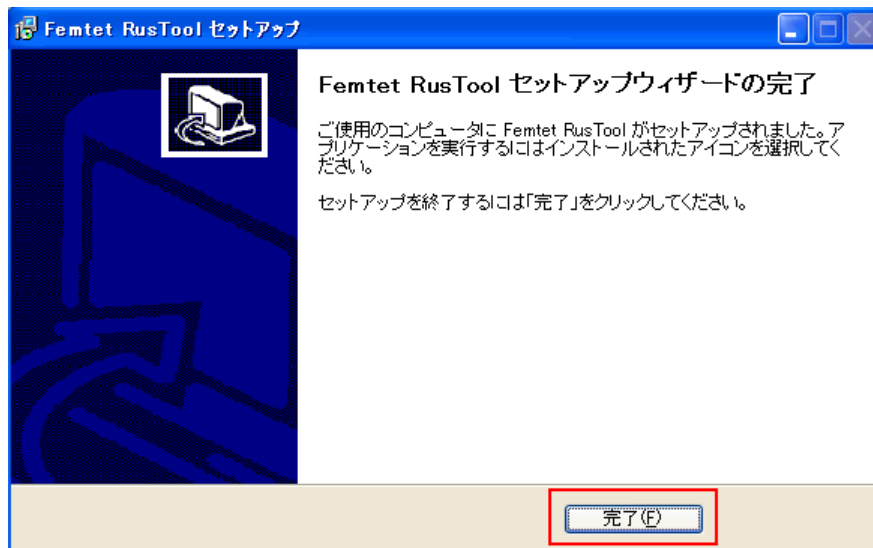 Femtet RusTool セットアップ
Femtet RusTool セットアップウィザードの完了
ご使用のコンピュータに Femtet RusTool がセットアップされました。ア
プリケーションを実行するにはインストールされたアイコンを選択してく
ださい。
セットアップを終了するには「完了」をクリックしてください。
完了(F)